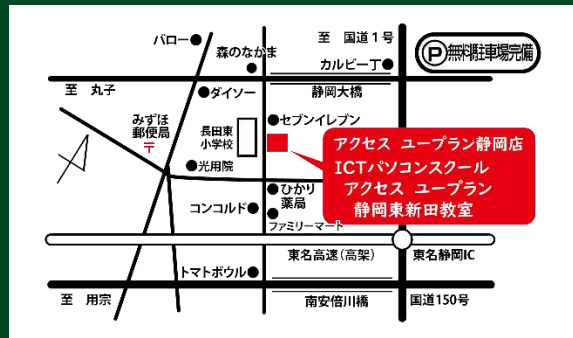 バロー
森のなかま
至 国道1号
カルビー丁
Ⓟ無料駐車場完備
至 丸子
ダイソー
静岡大橋
みずほ
郵便局
〒
長田東
小学校
セブンイレブン
光用院
アクセス ユープラン静岡店
ICTパソコンスクール
アクセス ユープラン
静岡東新田教室
ひかり
薬局
コンコルド
ファミリーマート
東名高速(高架)
東名静岡IC
トマトボウル
至 用宗
南安倍川橋
国道150号